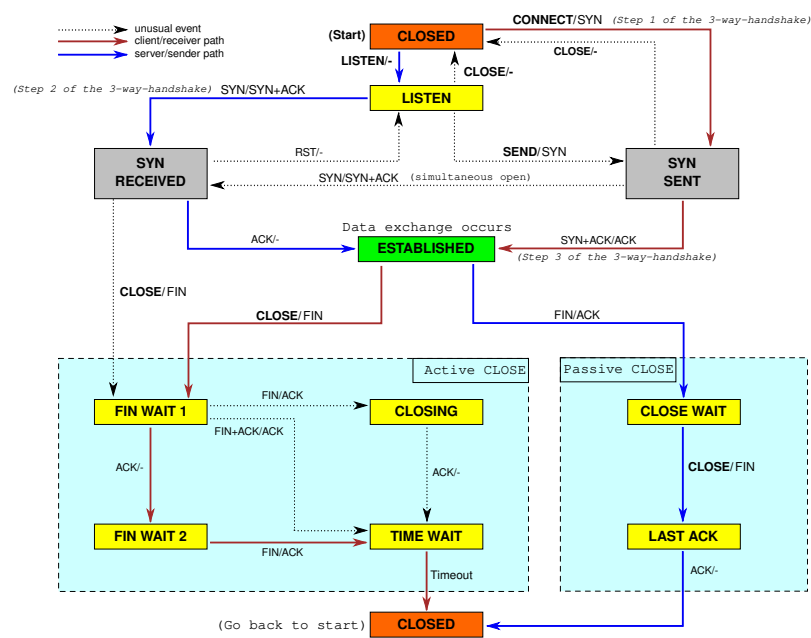 unusual event
client/receiver path
server/sender path
(Start)
CLOSED
CONNECT/SYN (Step 1 of the 3-way-handshake)
CLOSE/-
LISTEN/-
CLOSE/-
(Step 2 of the 3-way-handshake)
SYN/SYN+ACK
LISTEN
RST/-
SEND/SYN
SYN
RECEIVED
SYN
SENT
SYN/SYN+ACK (simultaneous open)
Data exchange occurs
ACK/-
ESTABLISHED
SYN+ACK/ACK
(Step 3 of the 3-way-handshake)
CLOSE/FIN
CLOSE/FIN
FIN/ACK
Active CLOSE
Passive CLOSE
FIN WAIT 1
FIN/ACK
CLOSING
CLOSE WAIT
FIN+ACK/ACK
ACK/-
ACK/-
CLOSE/FIN
FIN WAIT 2
TIME WAIT
LAST ACK
FIN/ACK
Timeout
ACK/-
(Go back to start)
CLOSED